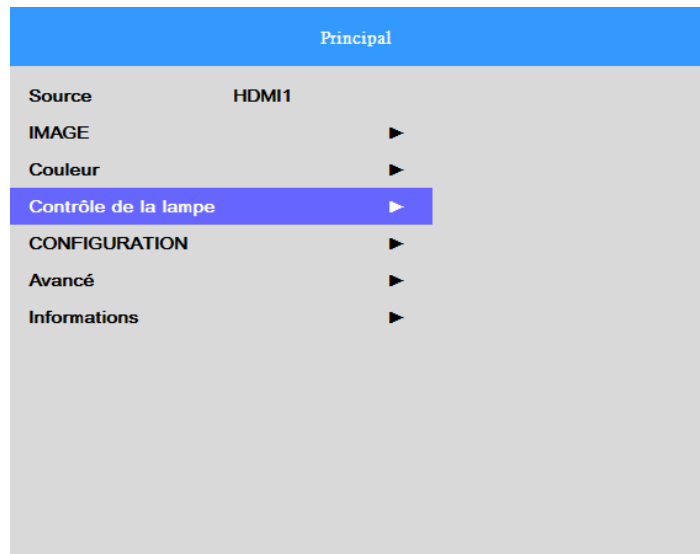 Principal
Source HDMI1
IMAGE
Couleur
Contrôle de la lampe
CONFIGURATION
Avancé
Informations